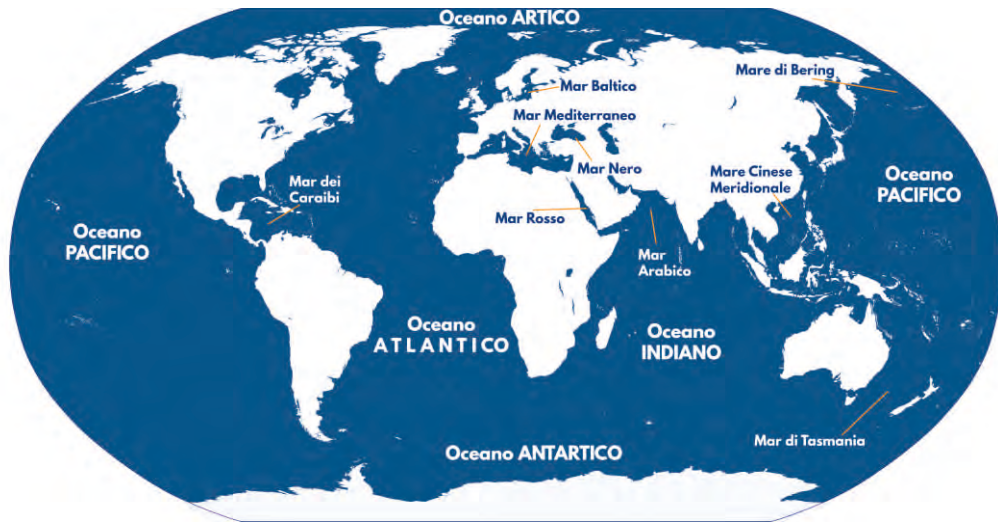 Oceano ARTICO
Mare di Bering
Mar Baltico
Mar Mediterraneo
Mar Nero
Mare Cinese
Meridionale
Oceano
PACIFICO
Mar dei
Caraibi
Mar Rosso
Oceano
PACIFICO
Mar
Arabico
Oceano
ATLANTICO
Oceano
INDIANO
Mar di Tasmania
Oceano ANTARTICO